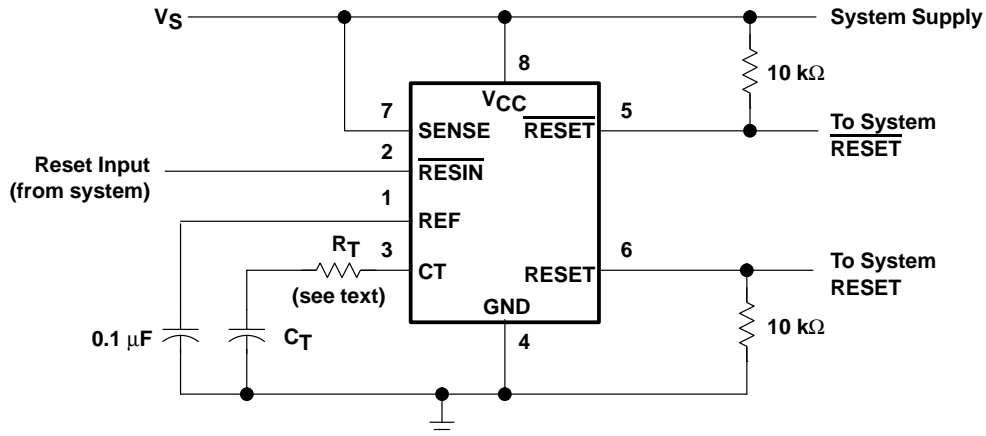 VS
System Supply
8
10 kΩ
VCC
7
SENSE
RESET
5
To System
RESET
2
Reset Input
(from system)
RESIN
1
REF
RT
3
CT
(see text)
RESET
6
To System
RESET
GND
4
0.1 μF
CT
10 kΩ